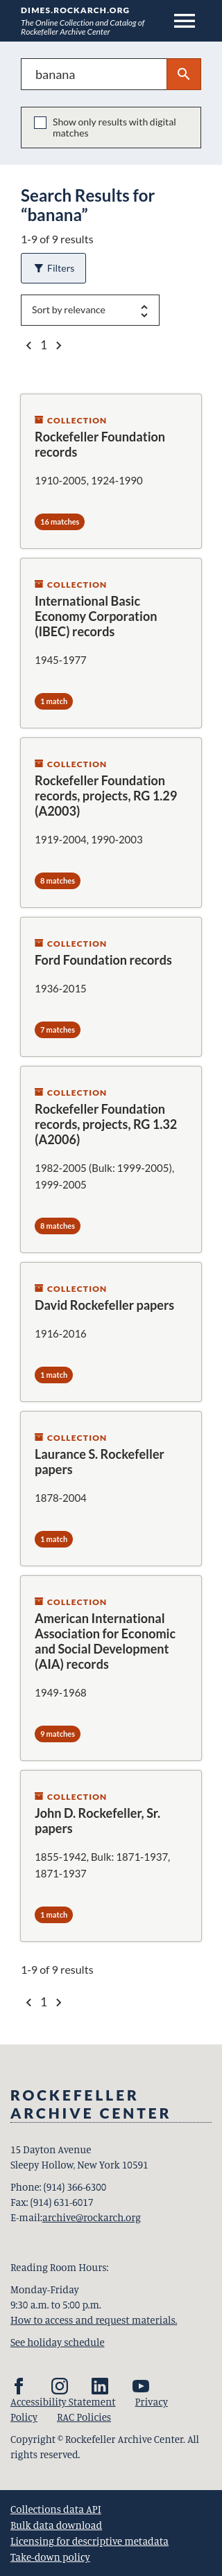 DIMES.ROCKARCH.ORG
The Online Collection and Catalog of
Rockefeller Archive Center
banana
Show only results with digital
matches
Search Results for
“banana”
1-9 of 9 results
Filters
Sort by relevance
1
COLLECTION
Rockefeller Foundation
records
1910-2005, 1924-1990
16 matches
COLLECTION
International Basic
Economy Corporation
(IBEC) records
1945-1977
1 match
COLLECTION
Rockefeller Foundation
records, projects, RG 1.29
(A2003)
1919-2004, 1990-2003
8 matches
COLLECTION
Ford Foundation records
1936-2015
7 matches
COLLECTION
Rockefeller Foundation
records, projects, RG 1.32
(A2006)
1982-2005 (Bulk: 1999-2005),
1999-2005
8 matches
COLLECTION
David Rockefeller papers
1916-2016
1 match
COLLECTION
Laurance S. Rockefeller
papers
1878-2004
1 match
COLLECTION
American International
Association for Economic
and Social Development
(AIA) records
1949-1968
9 matches
COLLECTION
John D. Rockefeller, Sr.
papers
1855-1942, Bulk: 1871-1937,
1871-1937
1 match
1-9 of 9 results
1
ROCKEFELLER
ARCHIVE CENTER
15 Dayton Avenue
Sleepy Hollow, New York 10591
Phone: (914) 366-6300
Fax: (914) 631-6017
E-mail:archive@rockarch.org
Reading Room Hours:
Monday-Friday
9:30 a.m. to 5:00 p.m.
How to access and request materials.
See holiday schedule
Accessibility Statement Privacy
Policy RAC Policies
Copyright © Rockefeller Archive Center. All
rights reserved.
Collections data API
Bulk data download
Licensing for descriptive metadata
Take-down policy